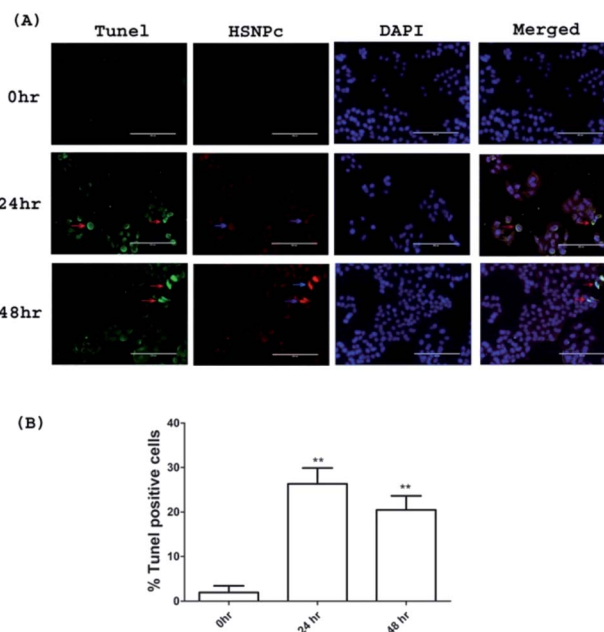 (A)
Tunel HSNPc DAPI Merged
0hr
24hr
48hr
(B)
% Tunel positive cells
40
30
20
10
0
** **
0hr 24 hr 48 hr